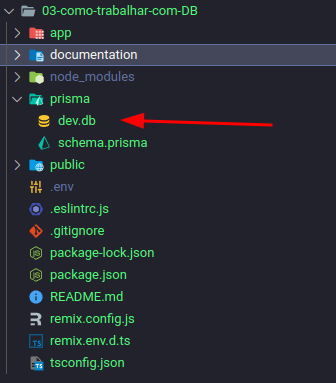 03-como-trabalhar-com-DB
app
documentation
node_modules
prisma
dev.db
schema.prisma
public
.env
.eslintrc.js
.gitignore
package-lock.json
package.json
README.md
remix.config.js
remix.env.d.ts
tsconfig.json